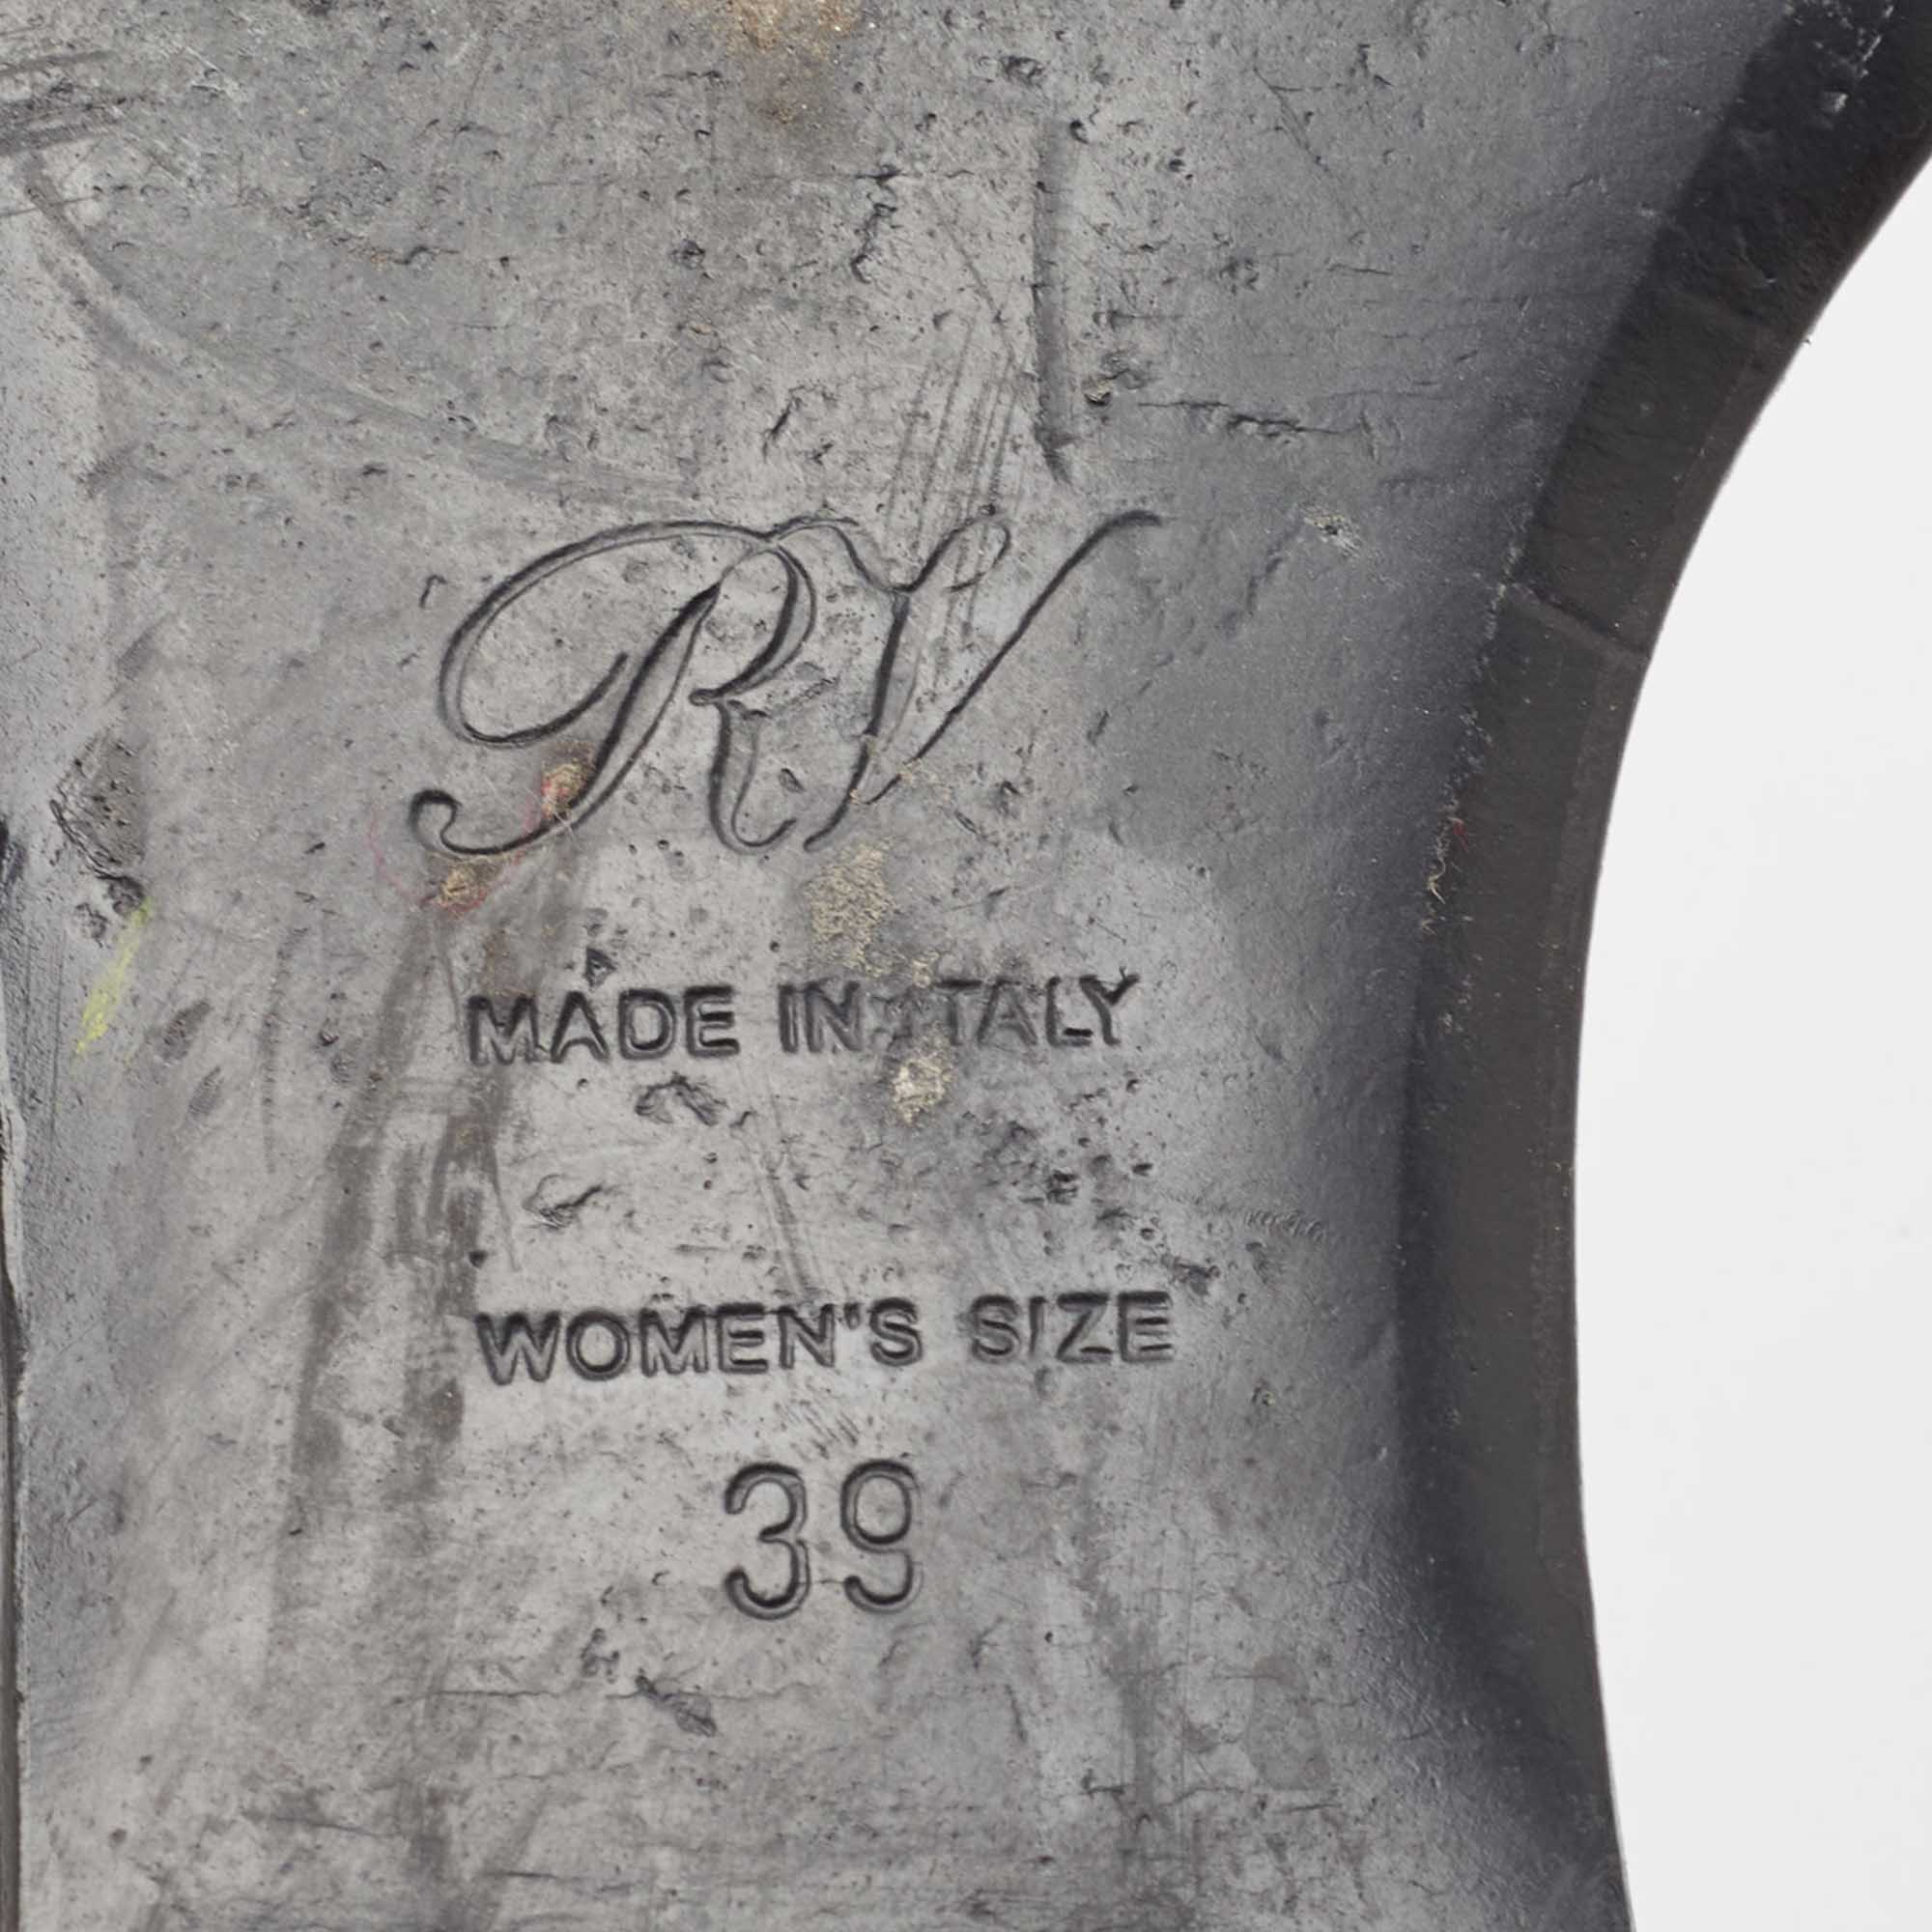 RV
MADE IN ITALY
WOMEN'S SIZE
39